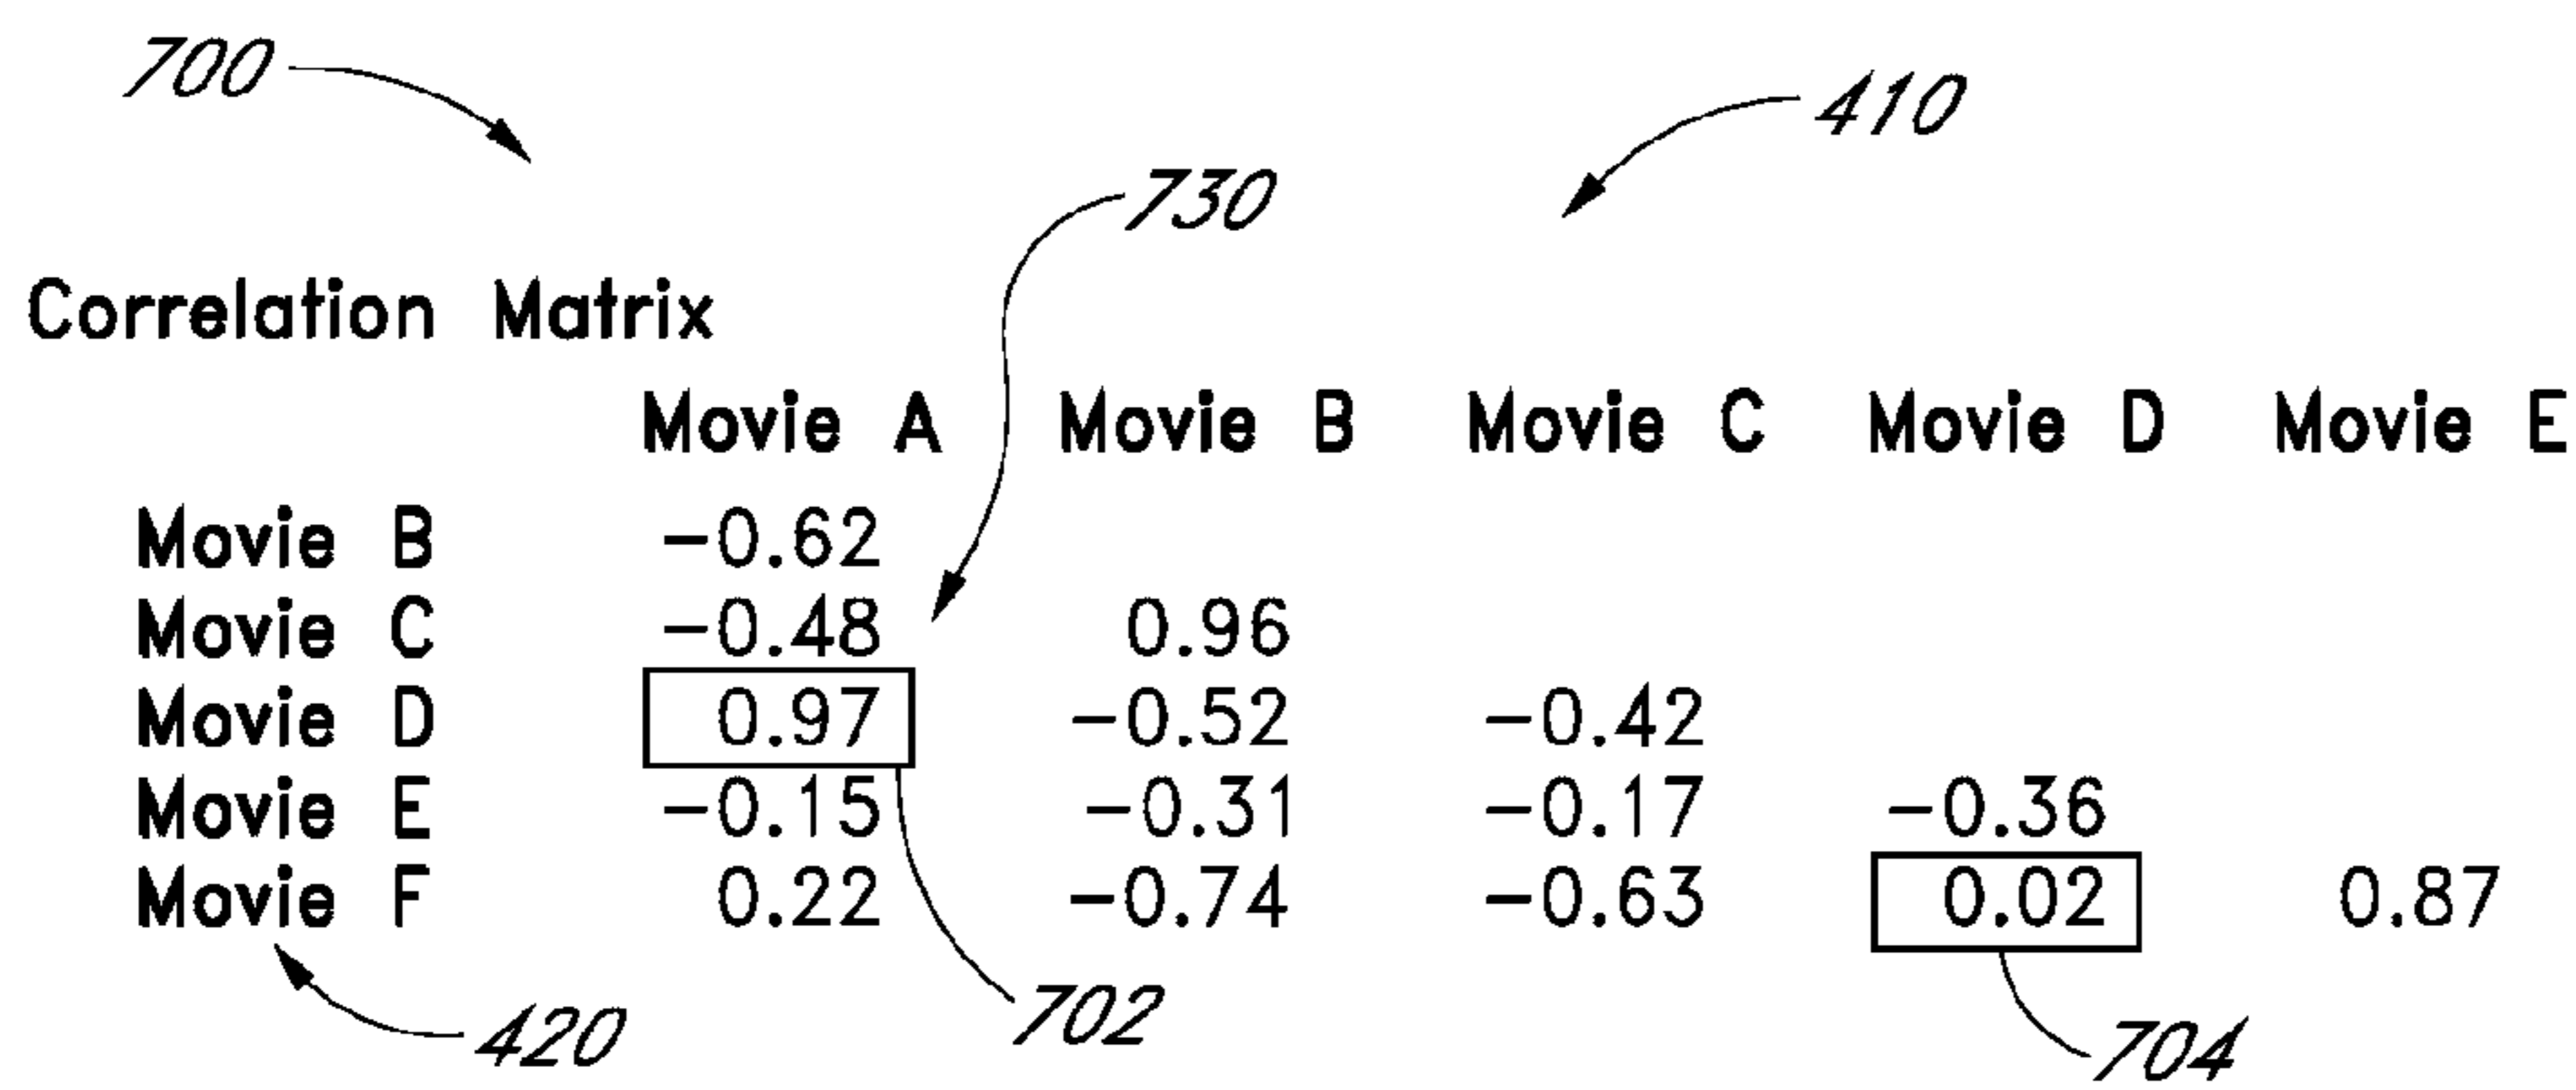 700
410
730
Correlation Matrix
Movie A Movie B Movie C Movie D Movie E
Movie B -0.62
Movie C -0.48 0.96
Movie D 0.97 -0.52 -0.42
Movie E -0.15 -0.31 -0.17 -0.36
Movie F 0.22 -0.74 -0.63 0.02 0.87
420
702
704